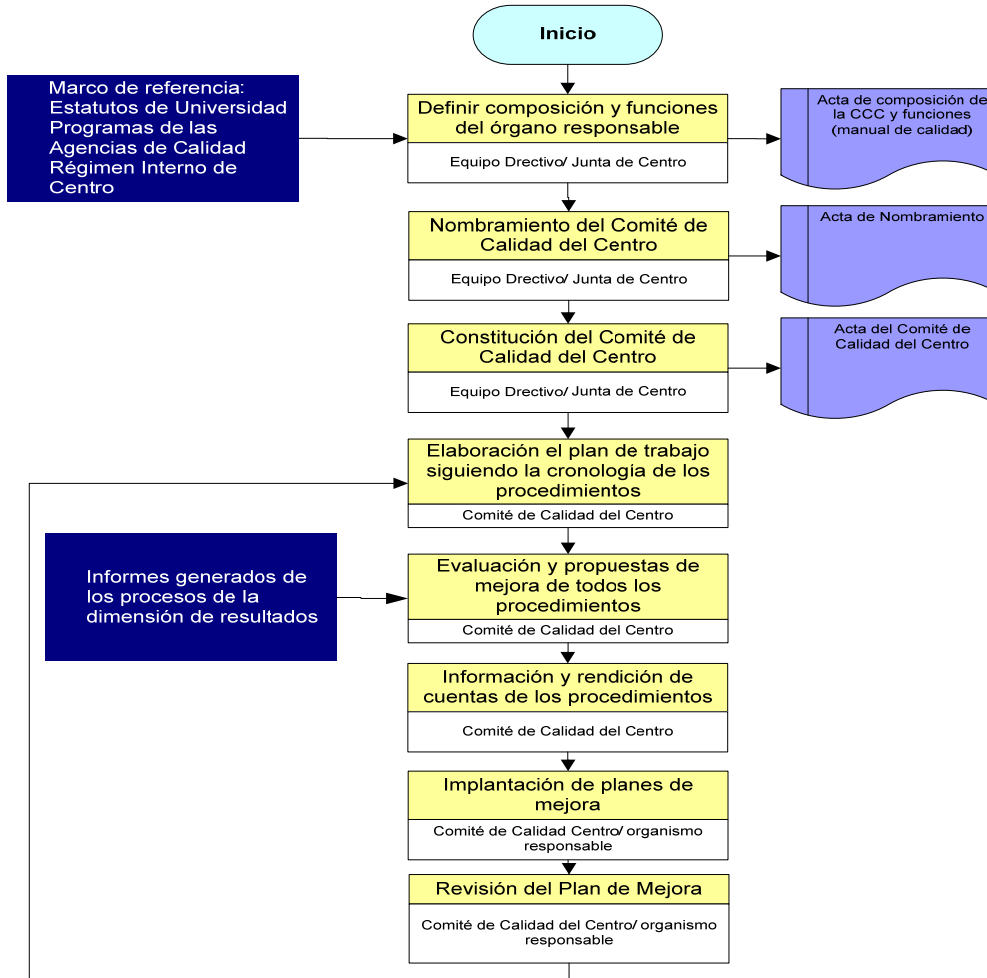 Inicio
Marco de referencia:
Estatutos de Universidad
Programas de las
Agencias de Calidad
Régimen Interno de
Centro
Definir composición y funciones
del órgano responsable
Equipo Drectivo/ Junta de Centro
Acta de composición de
la CCC y funciones
(manual de calidad)
Nombramiento del Comité de
Calidad del Centro
Equipo Drectivo/ Junta de Centro
Acta de Nombramiento
Constitución del Comité de
Calidad del Centro
Equipo Drectivo/ Junta de Centro
Acta del Comité de
Calidad del Centro
Elaboración el plan de trabajo
siguiendo la cronología de los
procedimientos
Comité de Calidad del Centro
Informes generados de
los procesos de la
dimensión de resultados
Evaluación y propuestas de
mejora de todos los
procedimientos
Comité de Calidad del Centro
Información y rendición de
cuentas de los procedimientos
Comité de Calidad del Centro
Implantación de planes de
mejora
Comité de Calidad Centro/ organismo
responsable
Revisión del Plan de Mejora
Comité de Calidad del Centro/ organismo
responsable